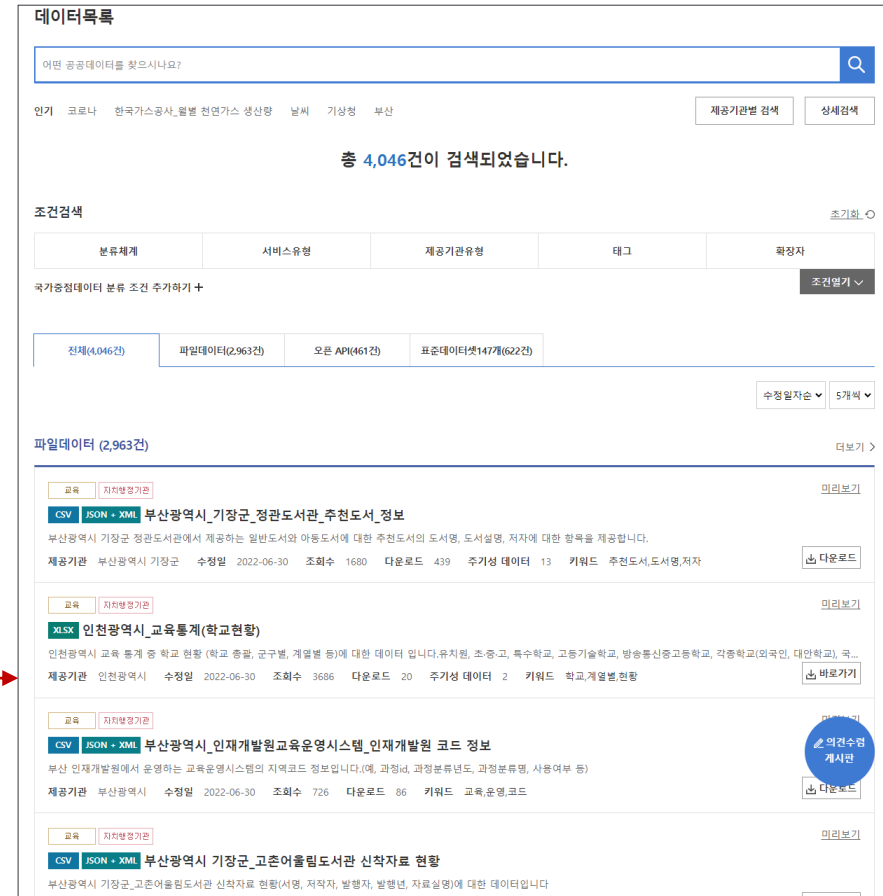 데이터목록
어떤 공공데이터를 찾으시나요?
인기 코로나 한국가스공사_월별 천연가스 생산량 날씨 기상청 부산 제공기관별 검색 상세검색
총 4,046건이 검색되었습니다.
조건검색 초기화
분류체계 서비스유형 제공기관유형 태그 확장자
국가중점데이터 분류 조건 추가하기 + 조건열기
전체(4,046건) 파일데이터(2,963건) 오픈 API(461건) 표준데이터셋147개(622건)
수정일자순 5개씩
파일데이터 (2,963건) 더보기 >
교육 자치행정기관 미리보기
CSV JSON + XML 부산광역시_기장군_정관도서관_추천도서_정보
부산광역시 기장군 정관도서관에서 제공하는 일반도서와 아동도서에 대한 추천도서의 도서명, 도서설명, 저자에 대한 항목을 제공합니다.
제공기관 부산광역시 기장군 수정일 2022-06-30 조회수 1680 다운로드 439 주기성 데이터 13 키워드 추천도서,도서명,저자 다운로드
교육 자치행정기관 미리보기
XLSX 인천광역시_교육통계(학교현황)
인천광역시 교육 통계 중 학교 현황 (학교 총괄, 군구별, 계열별 등)에 대한 데이터 입니다.유치원, 초·중·고, 특수학교, 고등기술학교, 방송통신중고등학교, 각종학교(외국인, 대안학교), 국...
제공기관 인천광역시 수정일 2022-06-30 조회수 3686 다운로드 20 주기성 데이터 2 키워드 학교,계열별,현황 바로가기
교육 자치행정기관
CSV JSON + XML 부산광역시_인재개발원교육운영시스템_인재개발원 코드 정보
의견수렴
게시판
부산 인재개발원에서 운영하는 교육운영시스템의 지역코드 정보입니다.(예, 과정id, 과정분류년도, 과정분류명, 사용여부 등)
제공기관 부산광역시 수정일 2022-06-30 조회수 726 다운로드 86 키워드 교육,운영,코드 다운로드
교육 자치행정기관 미리보기
CSV JSON + XML 부산광역시 기장군_고촌어울림도서관 신착자료 현황
부산광역시 기장군_고촌어울림도서관 신착자료 현황(서명, 저작자, 발행자, 발행년, 자료실명)에 대한 데이터입니다